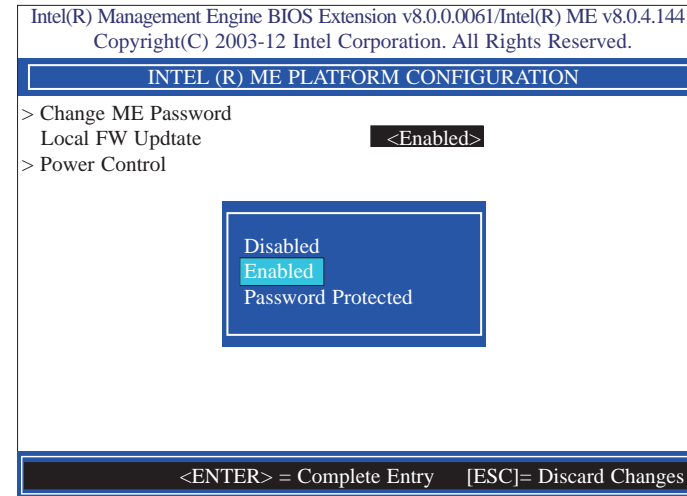 Intel(R) Management Engine BIOS Extension v8.0.0.0061/Intel(R) ME v8.0.4.144
Copyright(C) 2003-12 Intel Corporation. All Rights Reserved.
INTEL (R) ME PLATFORM CONFIGURATION
> Change ME Password
Local FW Updtate <Enabled>
> Power Control
Disabled
Enabled
Password Protected
<ENTER> = Complete Entry [ESC]= Discard Changes